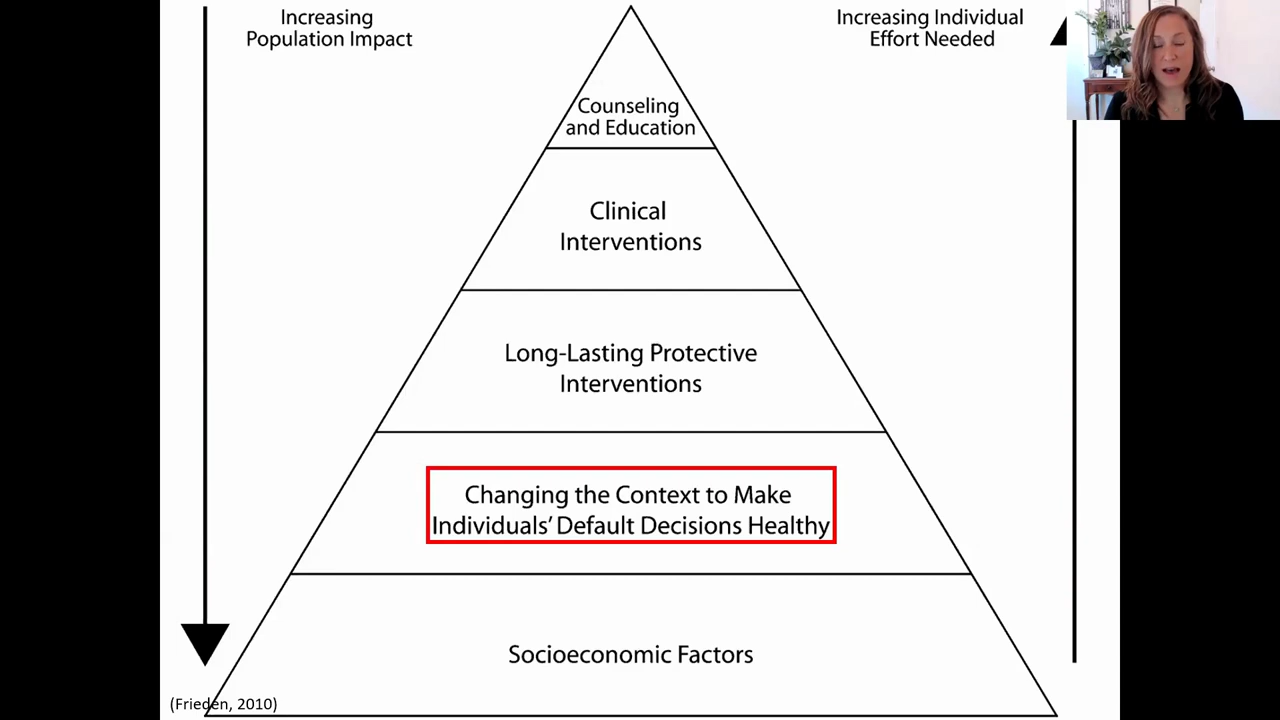 Increasing
Population Impact
Increasing Individual
Effort Needed
Counseling
and Education
Clinical
Interventions
Long-Lasting Protective
Interventions
Changing the Context to Make
Individuals’ Default Decisions Healthy
Socioeconomic Factors
(Frieden, 2010)